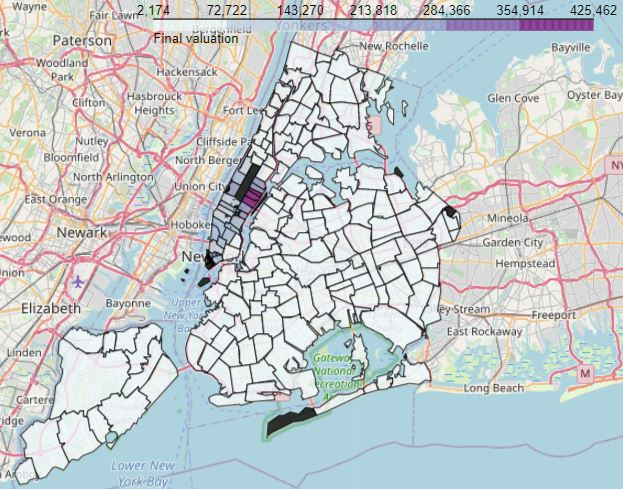 2,174 72,722 143,270 213,818 284,366 354,914 425,462
Final valuation
Wayne
Fair Lawn
Yonkers
Bergenfield
Paterson
New Rochelle
Bayville
Woodland
Park
Hackensack
Glen Cove
Oyster Bay
Clifton
Hasbrouck
Heights
Fort Lee
Verona
Nutley
Cliffside
Bloomfield
North Bergen
North Arlington
Union City
East Orange
Mineola
Newark
Hoboken
Garden City
Hempstead
Elizabeth
Bayonne
Upper
New York
Bay
Valley Stream
Freeport
East Rockaway
Linden
Gateway
National
Recreation
Area
Long Beach
M
Carteret
Lower New
York Bay